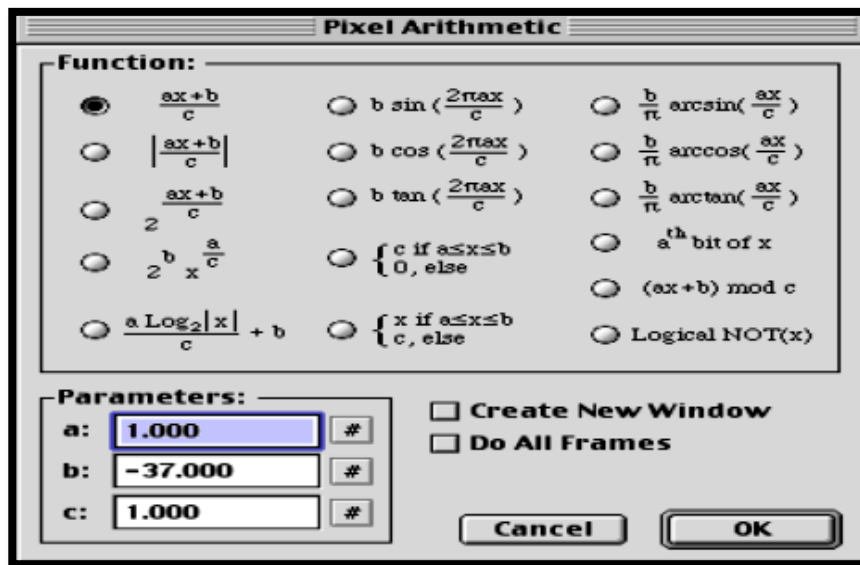 Pixel Arithmetic
Function:
(ax+b)/c
|(ax+b)/c|
2^((ax+b)/c)
2^b x^(a/c)
(a Log₂|x|)/c + b
b sin (2πax/c)
b cos (2πax/c)
b tan (2πax/c)
{c if a≤x≤b
0, else
{x if a≤x≤b
c, else
b/π arcsin(ax/c)
b/π arccos(ax/c)
b/π arctan(ax/c)
a^th bit of x
(ax+b) mod c
Logical NOT(x)
Parameters:
a: 1.000 #
b: -37.000 #
c: 1.000 #
Create New Window
Do All Frames
Cancel OK